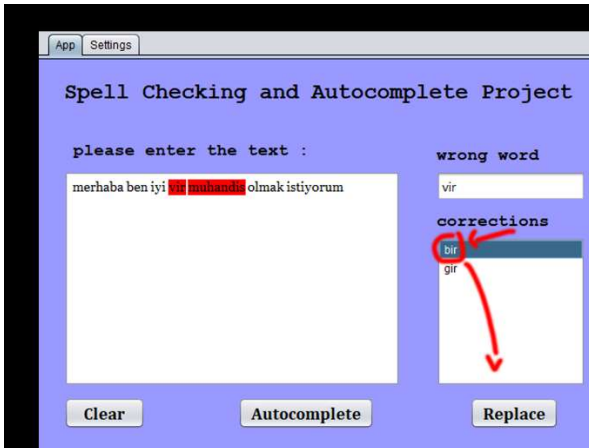 App Settings
Spell Checking and Autocomplete Project
please enter the text :
merhaba ben iyi vir muhandis olmak istiyorum
wrong word
vir
corrections
bir
gir
Clear Autocomplete Replace